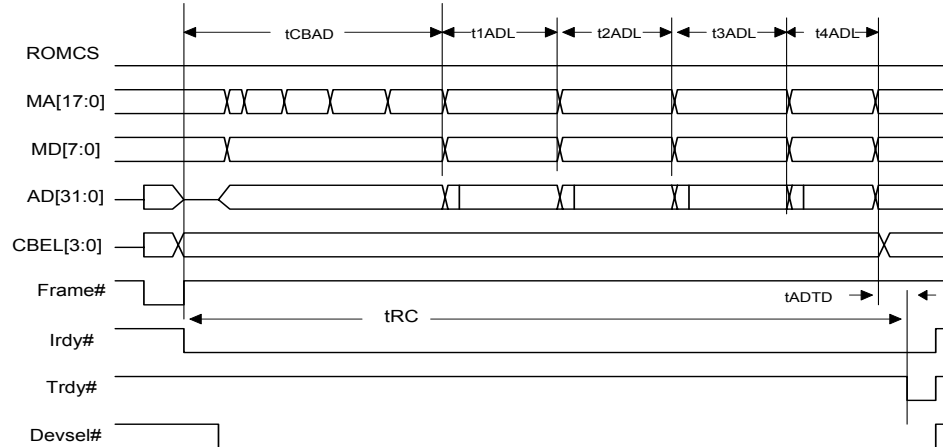 tCBAD t1ADL t2ADL t3ADL t4ADL
ROMCS
MA[17:0]
MD[7:0]
AD[31:0]
CBEL[3:0]
Frame#
tADTD
tRC
Irdy#
Trdy#
Devsel#